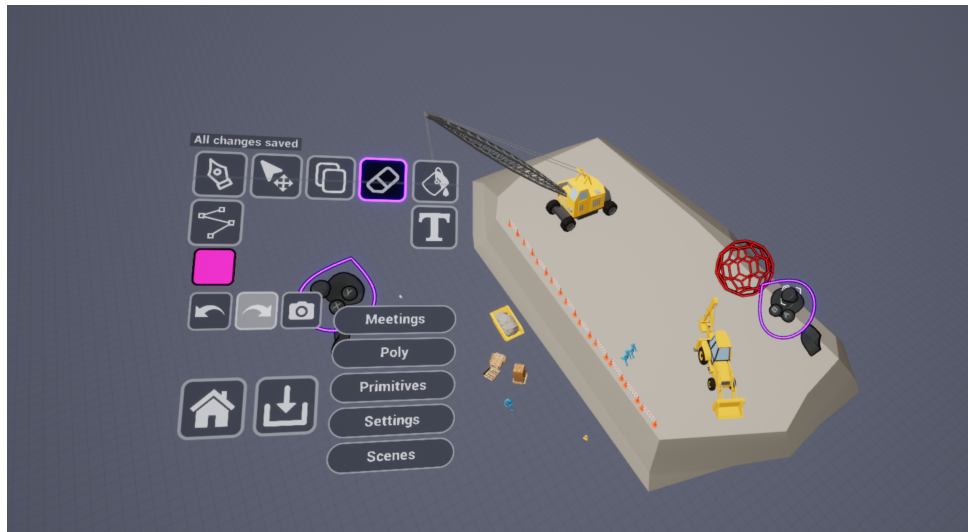 All changes saved
T
Meetings
Poly
Primitives
Settings
Scenes